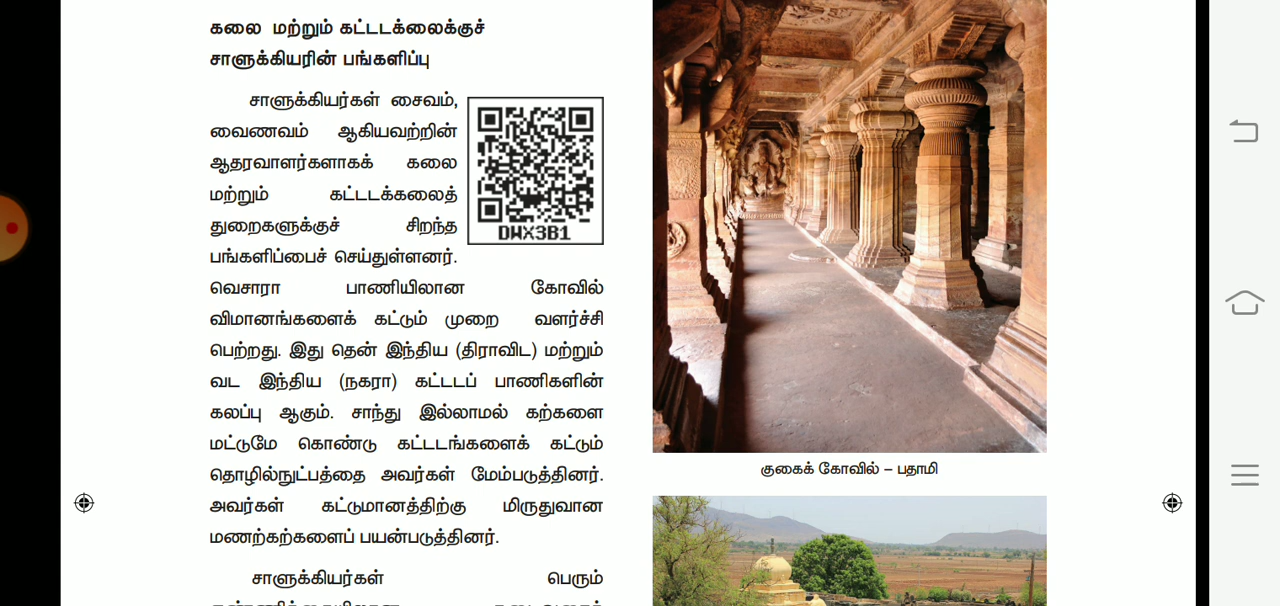 கலை மற்றும் கட்டடக்லைக்குச்
சாளுக்கியரின் பங்களிப்பு
சாளுக்கியர்கள் சைவம்,
வைணவம் ஆகியவற்றின்
ஆதரவாளர்களாகக் கலை
மற்றும் கட்டடக்கலைத்
துறைகளுக்குச் சிறந்த
பங்களிப்பைச் செய்துள்ளனர்.
DWX3B1
வெசாரா பாணியிலான கோவில்
விமானங்களைக் கட்டும் முறை வளர்ச்சி
பெற்றது. இது தென் இந்திய (திராவிட) மற்றும்
வட இந்திய (நகரா) கட்டடப் பாணிகளின்
கலப்பு ஆகும். சாந்து இல்லாமல் கற்களை
மட்டுமே கொண்டு கட்டடங்களைக் கட்டும்
தொழில்நுட்பத்தை அவர்கள் மேம்படுத்தினர்.
அவர்கள் கட்டுமானத்திற்கு மிருதுவான
மணற்கற்களைப் பயன்படுத்தினர்.
சாளுக்கியர்கள் பெரும்
குகைக் கோவில் – பதாமி